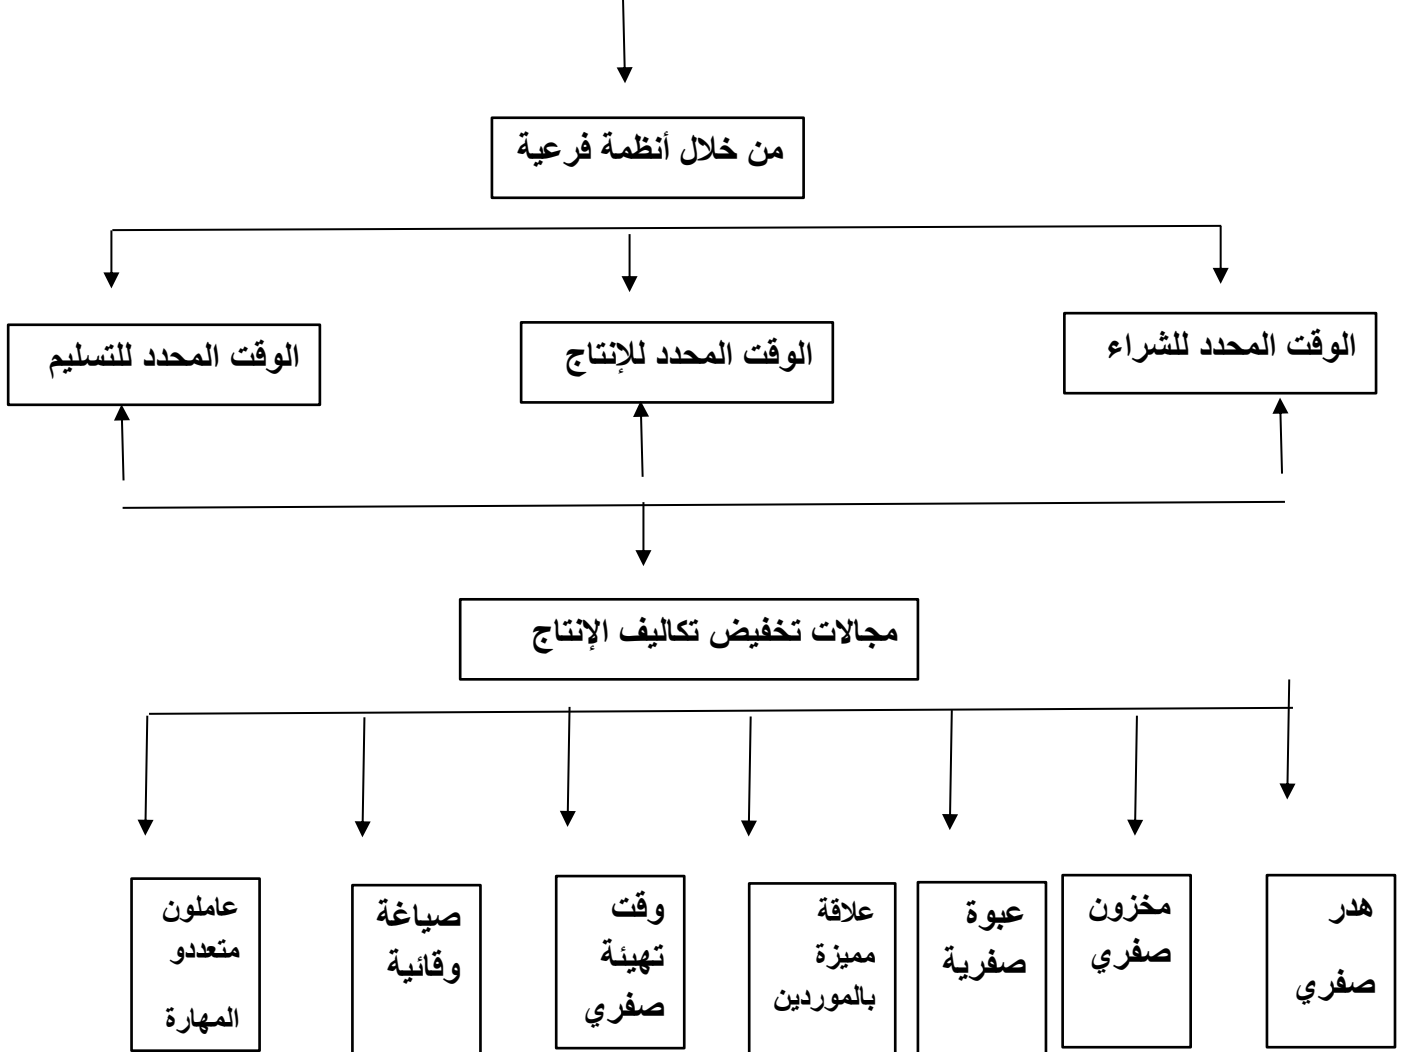 من خلال أنظمة فرعية
الوقت المحدد للشراء
الوقت المحدد للإنتاج
الوقت المحدد للتسليم
مجالات تخفيض تكاليف الإنتاج
هدر
صفري
مخزون
صفري
عبوة
صفرية
علاقة
مميزة
بالموردين
وقت
تهيئة
صفري
صياغة
وقائية
عاملون
متعددو
المهارة